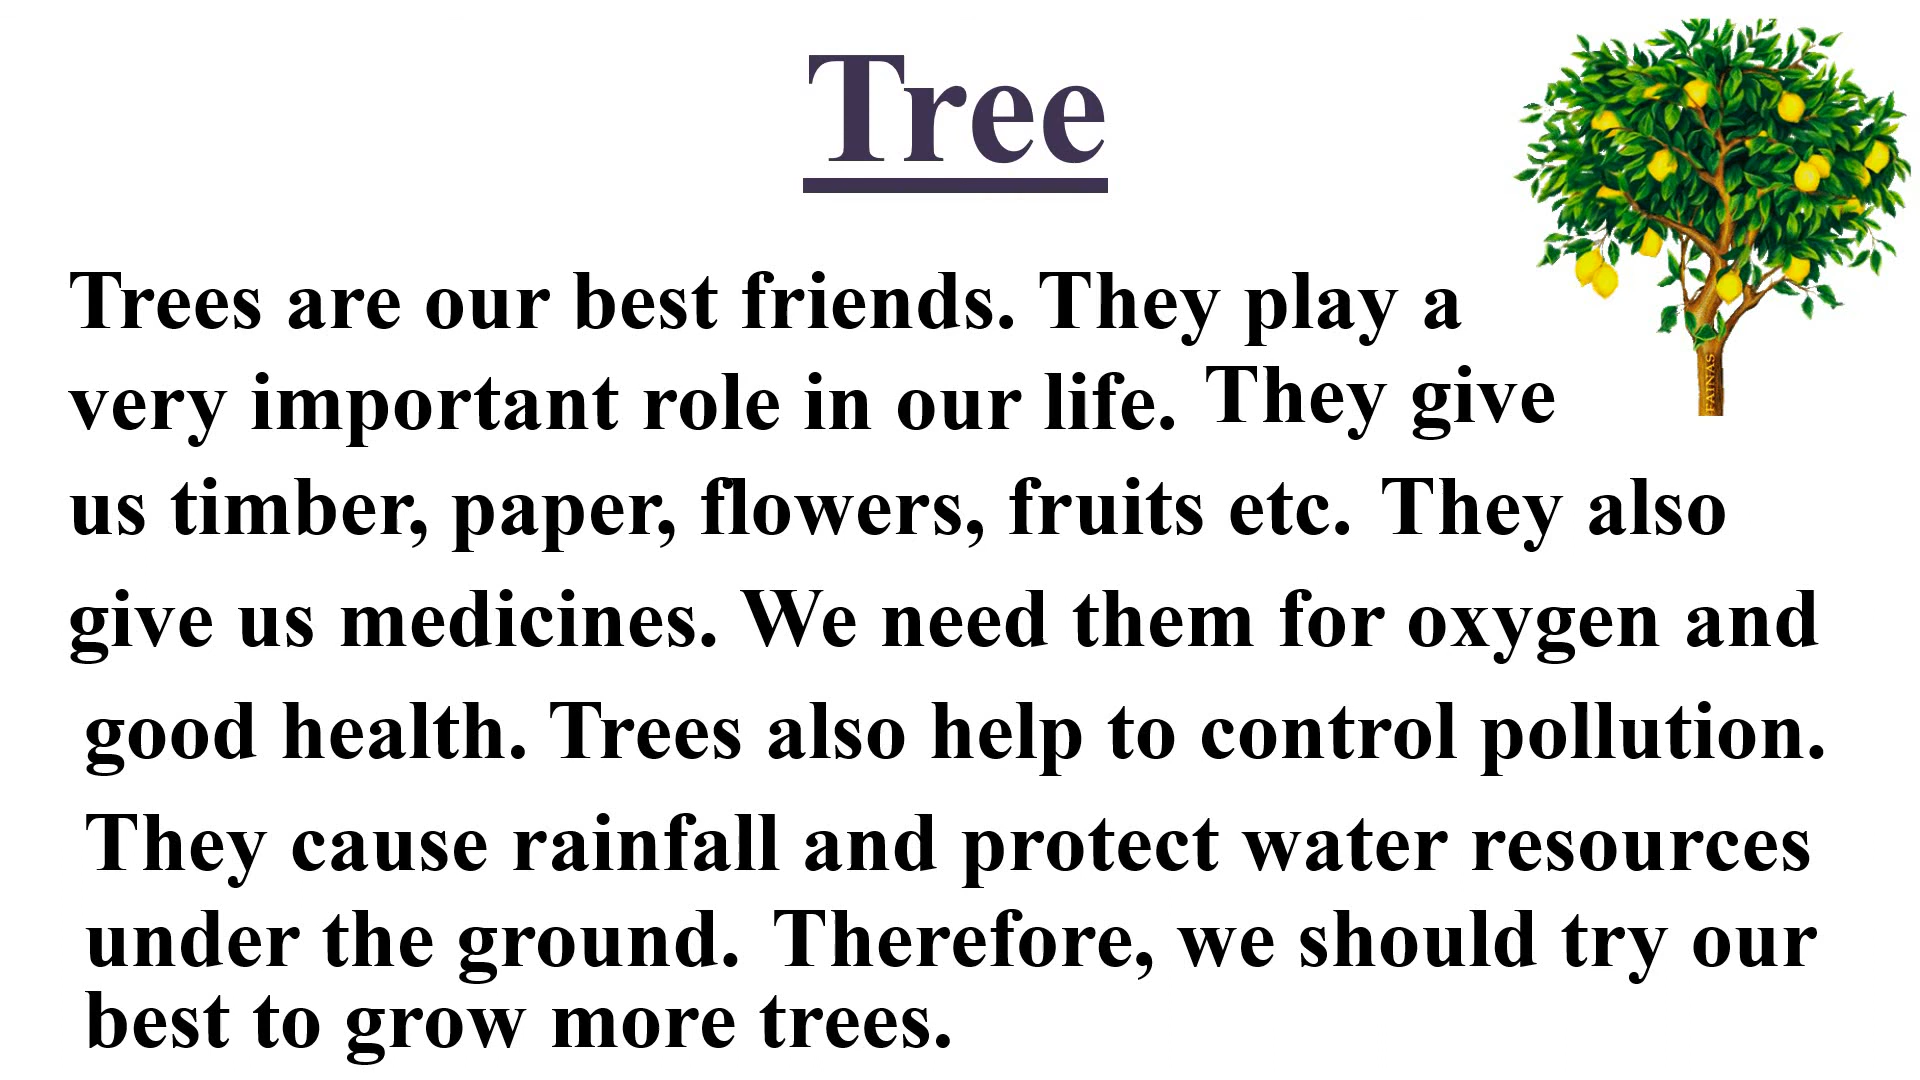 Tree
Trees are our best friends. They play a
very important role in our life. They give
us timber, paper, flowers, fruits etc. They also
give us medicines. We need them for oxygen and
good health. Trees also help to control pollution.
They cause rainfall and protect water resources
under the ground. Therefore, we should try our
best to grow more trees.
FAINAS